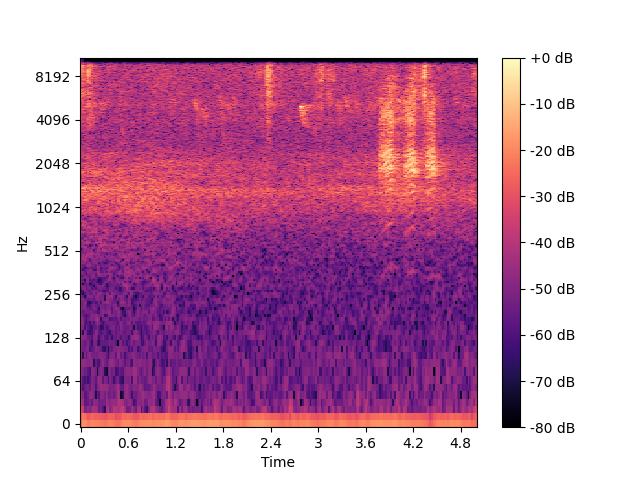 8192
4096
2048
1024
512
256
128
64
0
Hz
0 0.6 1.2 1.8 2.4 3 3.6 4.2 4.8
Time
+0 dB
-10 dB
-20 dB
-30 dB
-40 dB
-50 dB
-60 dB
-70 dB
-80 dB